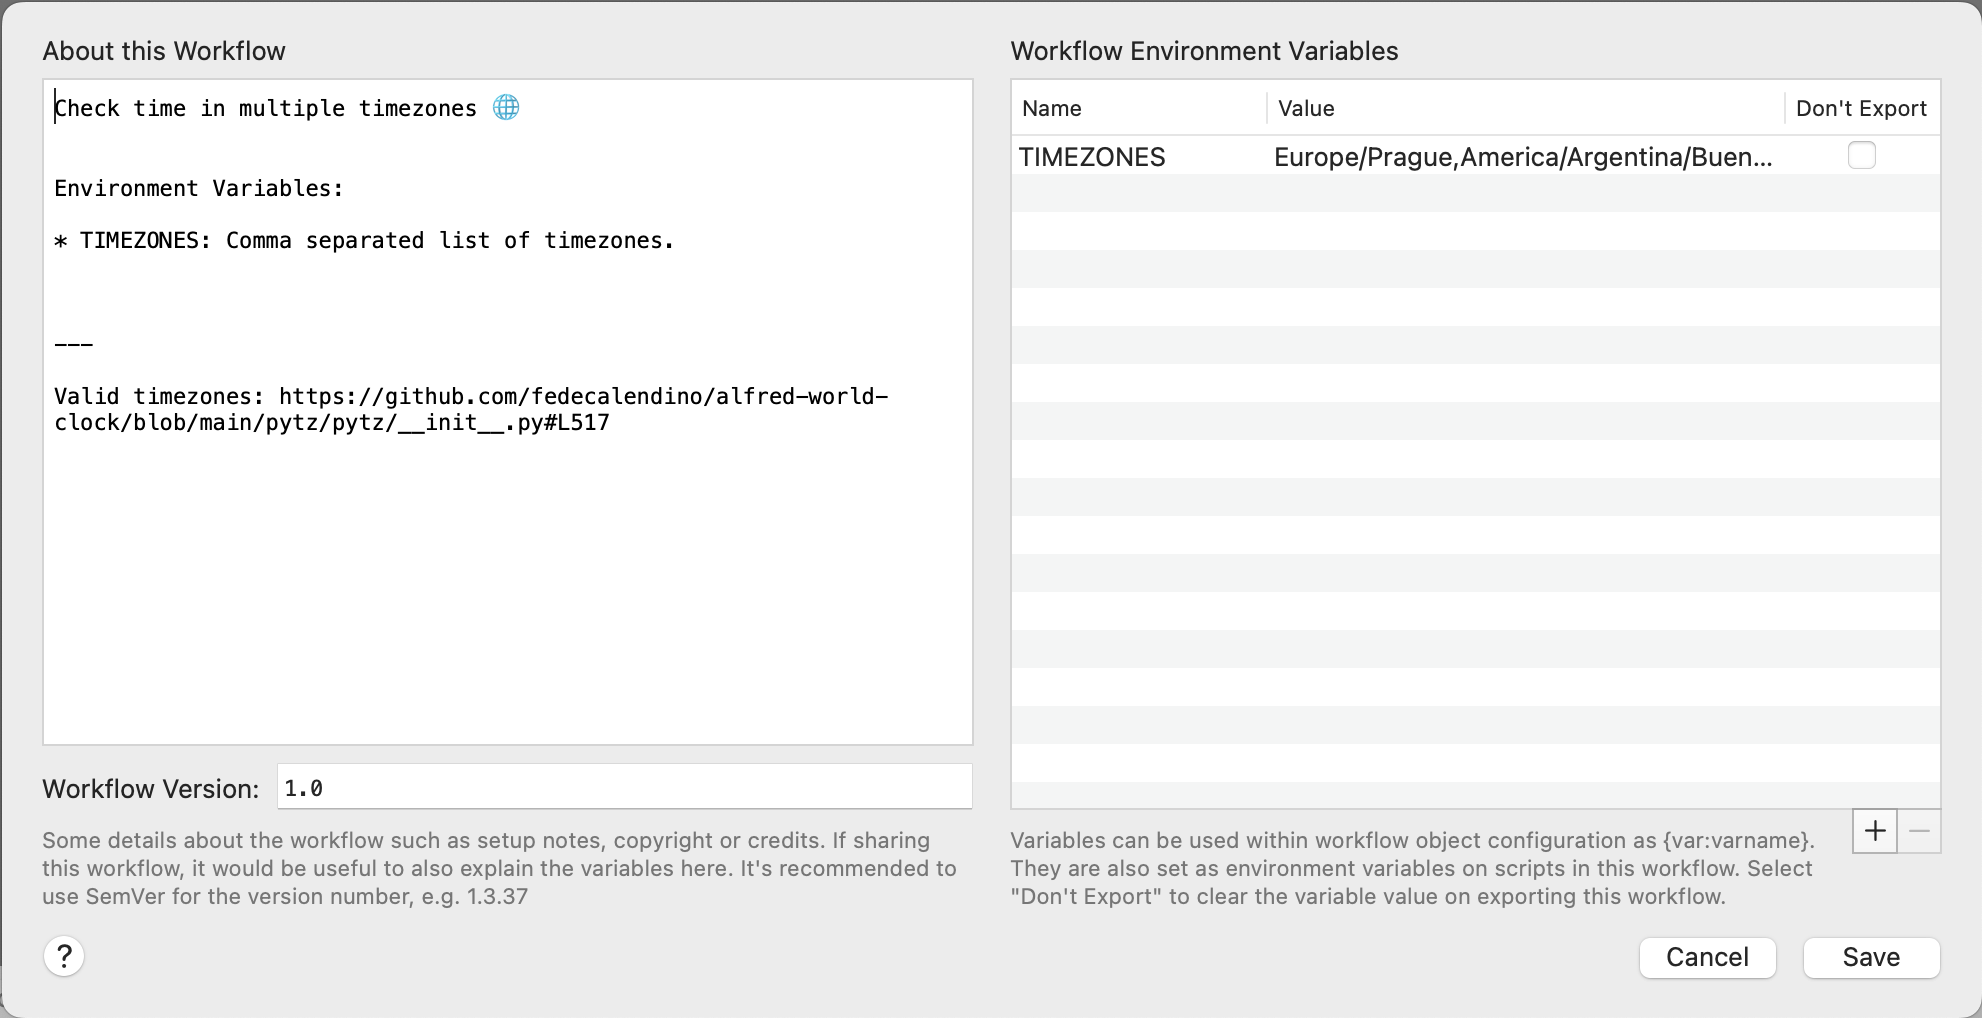 About this Workflow
Check time in multiple timezones 🌐
Environment Variables:
* TIMEZONES: Comma separated list of timezones.
---
Valid timezones: https://github.com/fedecalendino/alfred-world-
clock/blob/main/pytz/pytz/__init__.py#L517
Workflow Version: 1.0
Some details about the workflow such as setup notes, copyright or credits. If sharing
this workflow, it would be useful to also explain the variables here. It's recommended to
use SemVer for the version number, e.g. 1.3.37
?
Workflow Environment Variables
Name Value Don't Export
TIMEZONES Europe/Prague,America/Argentina/Buen...
+ −
Variables can be used within workflow object configuration as {var:varname}.
They are also set as environment variables on scripts in this workflow. Select
"Don't Export" to clear the variable value on exporting this workflow.
Cancel Save